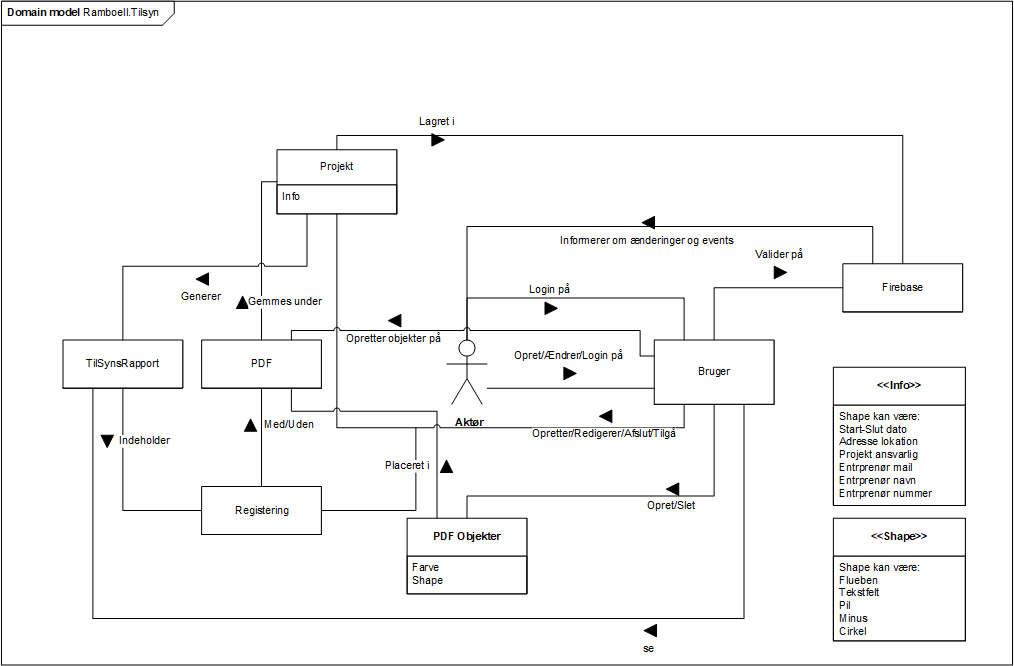 Domain model Ramboell.Tilsyn
Lagret i
Projekt
Info
Informerer om ænderinger og events
Valider på
Generer
Gemmes under
Login på
Firebase
Opretter objekter på
Opret/Ændrer/Login på
TilSynsRapport
PDF
Bruger
<<Info>>
Shape kan være:
Start-Slut dato
Adresse lokation
Projekt ansvarlig
Entrprenør mail
Entrprenør navn
Entrprenør nummer
Aktør
Med/Uden
Opretter/Redigerer/Afslut/Tilgå
Indeholder
Placeret i
Registering
Opret/Slet
PDF Objekter
Farve
Shape
<<Shape>>
Shape kan være:
Flueben
Tekstfelt
Pil
Minus
Cirkel
se